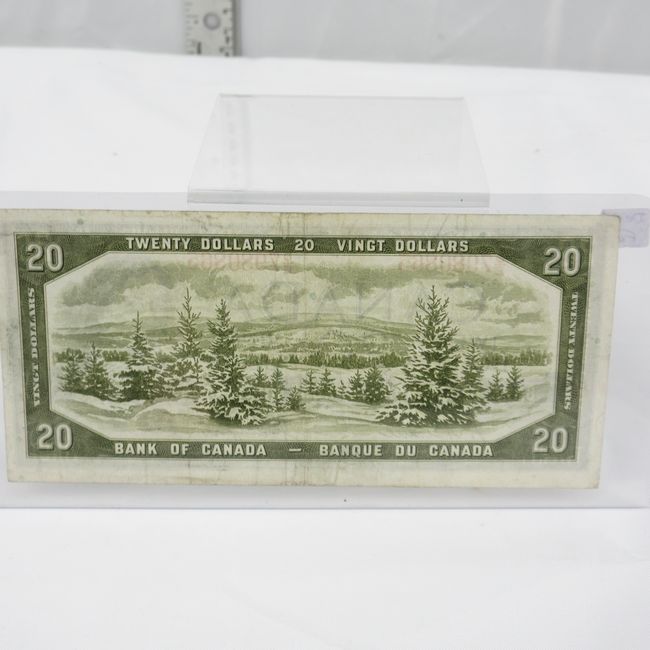 TWENTY DOLLARS 20 VINGT DOLLARS
20
20
VINGT DOLLARS
TWENTY DOLLARS
20
20
BANK OF CANADA — BANQUE DU CANADA